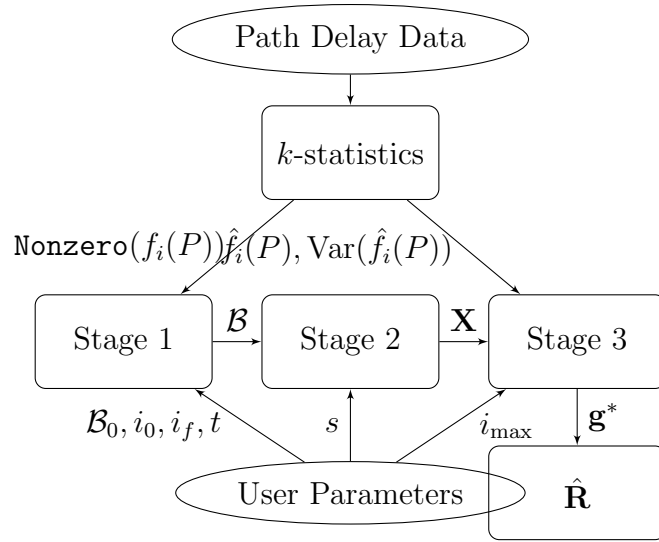 Path Delay Data
k-statistics
Nonzero(f_i(P)) f̂_i(P), Var(f̂_i(P))
Stage 1 ℬ Stage 2 𝐗 Stage 3
ℬ_0, i_0, i_f, t s i_max 𝐠*
User Parameters 𝐑̂